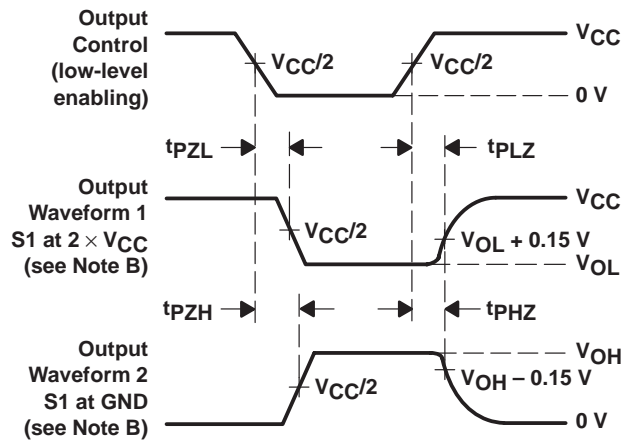 Output
Control
(low-level
enabling)
VCC/2
VCC/2
VCC
0 V
tPZL
tPLZ
Output
Waveform 1
S1 at 2 × VCC
(see Note B)
VCC/2
VCC
VOL + 0.15 V
VOL
tPZH
tPHZ
Output
Waveform 2
S1 at GND
(see Note B)
VCC/2
VOH
VOH − 0.15 V
0 V